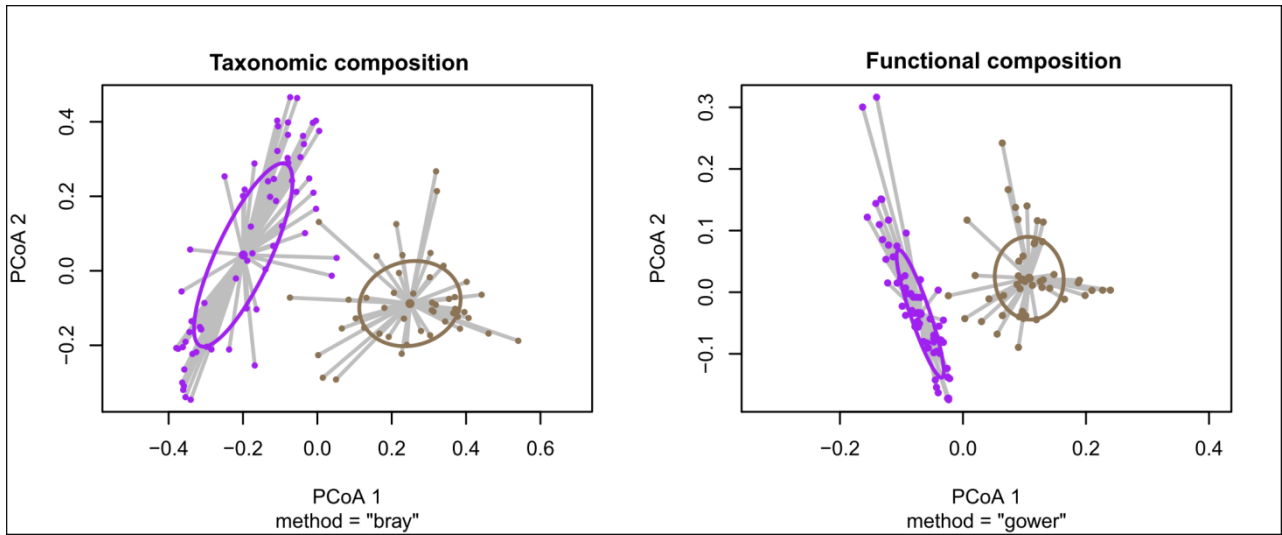 Taxonomic composition
PCoA 2
0.4
0.2
0.0
−0.2
−0.4
−0.2
0.0
0.2
0.4
0.6
PCoA 1
method = "bray"
Functional composition
PCoA 2
0.3
0.2
0.1
0.0
−0.1
−0.2
0.0
0.2
0.4
PCoA 1
method = "gower"